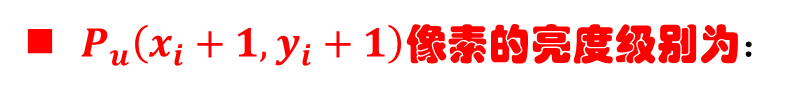 ■ 𝑷𝒖(𝒙𝒊 + 𝟏, 𝒚𝒊 + 𝟏)像素的亮度级别为：